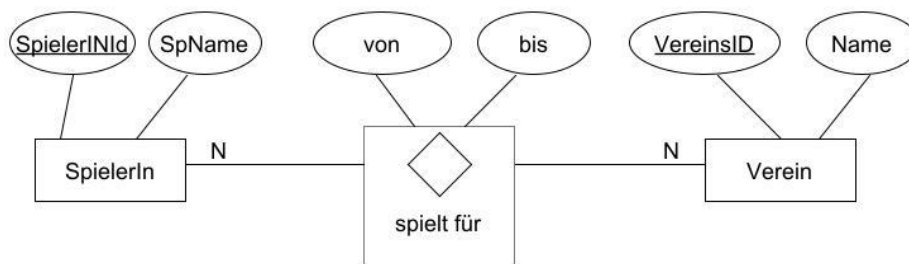 SpielerINId
SpName
von
bis
VereinsID
Name
SpielerIn
N
spielt für
N
Verein